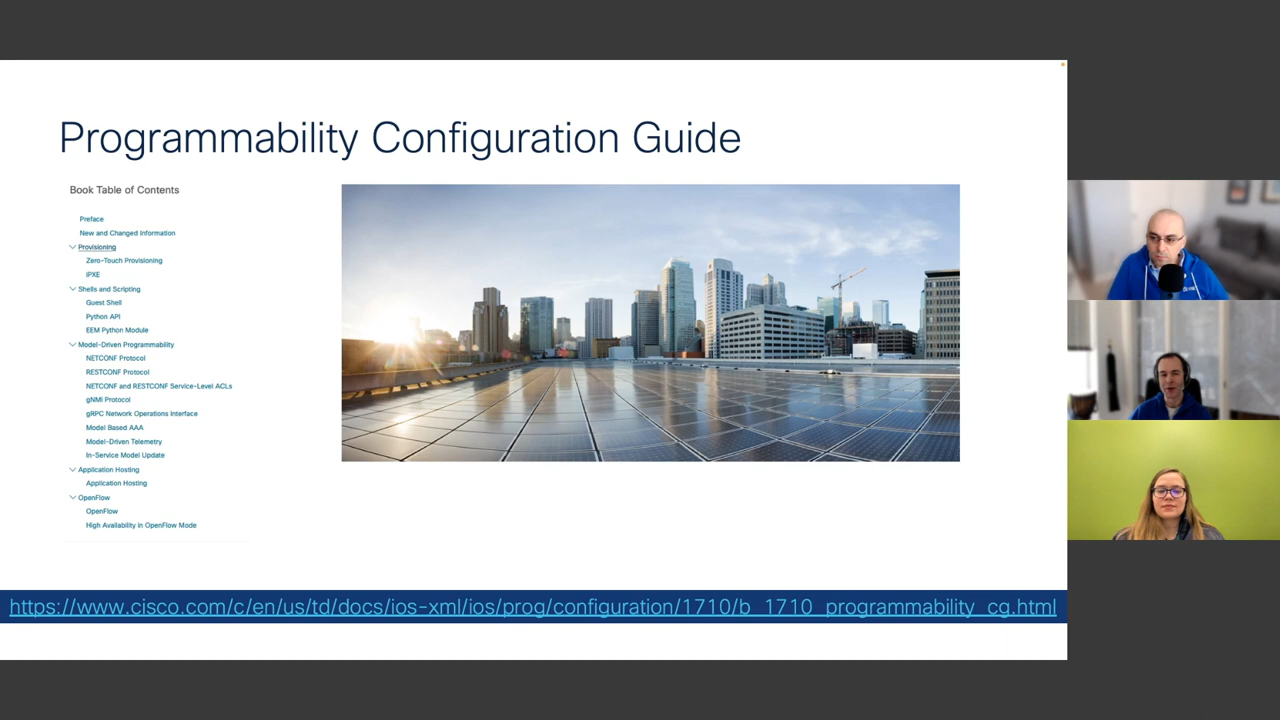 Programmability Configuration Guide
Book Table of Contents
Preface
New and Changed Information
Provisioning
Zero-Touch Provisioning
iPXE
Shells and Scripting
Guest Shell
Python API
EEM Python Module
Model-Driven Programmability
NETCONF Protocol
RESTCONF Protocol
NETCONF and RESTCONF Service-Level ACLs
gNMI Protocol
gRPC Network Operations Interface
Model Based AAA
Model-Driven Telemetry
In-Service Model Update
Application Hosting
Application Hosting
OpenFlow
OpenFlow
High Availability in OpenFlow Mode
https://www.cisco.com/c/en/us/td/docs/ios-xml/ios/prog/configuration/1710/b_1710_programmability_cg.html